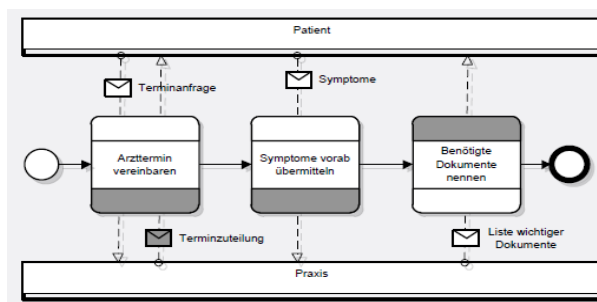 Patient
Terminanfrage
Symptome
Arzttermin
vereinbaren
Symptome vorab
übermitteln
Benötigte
Dokumente
nennen
Terminzuteilung
Liste wichtiger
Dokumente
Praxis